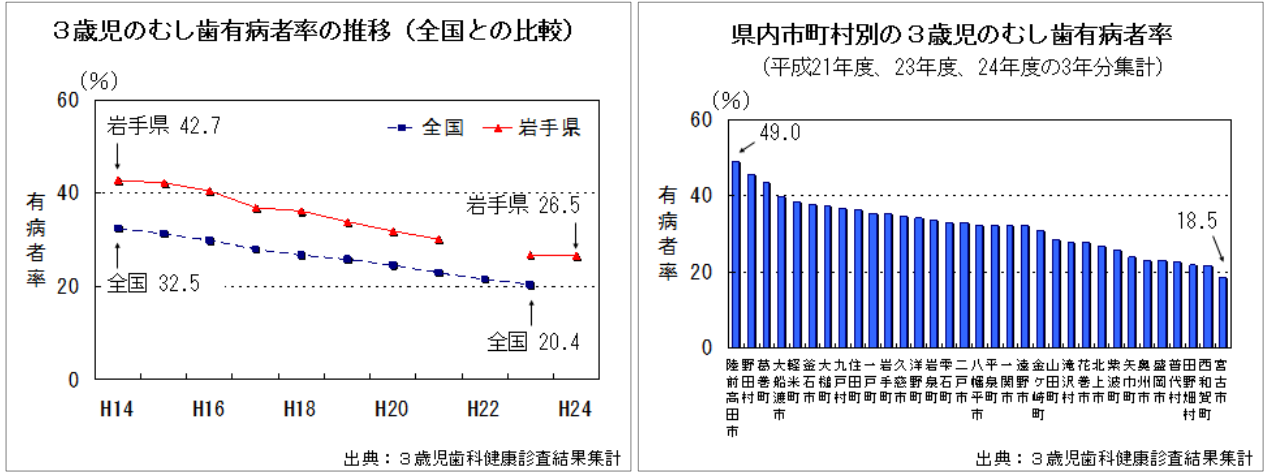 ３歳児のむし歯有病者率の推移（全国との比較）
(%)
60
40
20
0
有病者率
岩手県 42.7
全国
岩手県
岩手県 26.5
全国 32.5
全国 20.4
H14
H16
H18
H20
H22
H24
出典：３歳児歯科健康診査結果集計
県内市町村別の３歳児のむし歯有病者率
（平成21年度、23年度、24年度の3年分集計）
(%)
60
40
20
0
有病者率
49.0
18.5
陸前高田市
野田村
葛巻町
大船渡市
軽米町
釜石市
大槌町
九戸村
住田町
一戸町
岩手町
久慈市
洋野町
岩泉町
雫石町
二戸市
八幡平市
平泉町
一関市
遠野市
金ケ崎町
山田町
滝沢村
花巻市
北上市
紫波町
矢巾町
奥州市
盛岡市
普代村
田野畑村
西和賀町
宮古市
出典：３歳児歯科健康診査結果集計